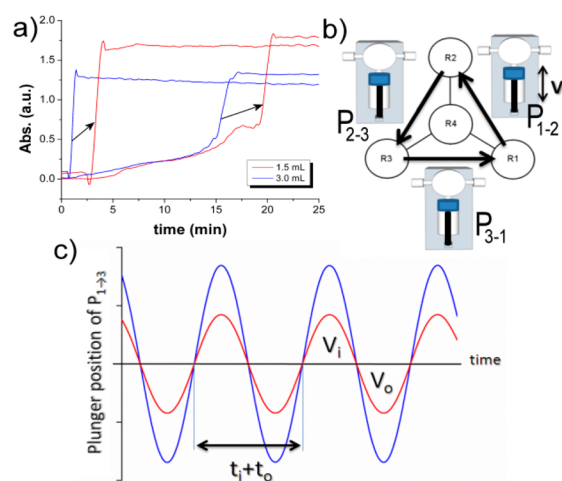 a)
2.0
1.5
1.0
0.5
0.0
Abs. (a.u.)
0
5
10
15
20
25
time (min)
1.5 mL
3.0 mL
b)
R2
R4
R3
R1
P2-3
P1-2
V
P3-1
c)
Plunger position of P1→3
Vi
Vo
time
ti+to